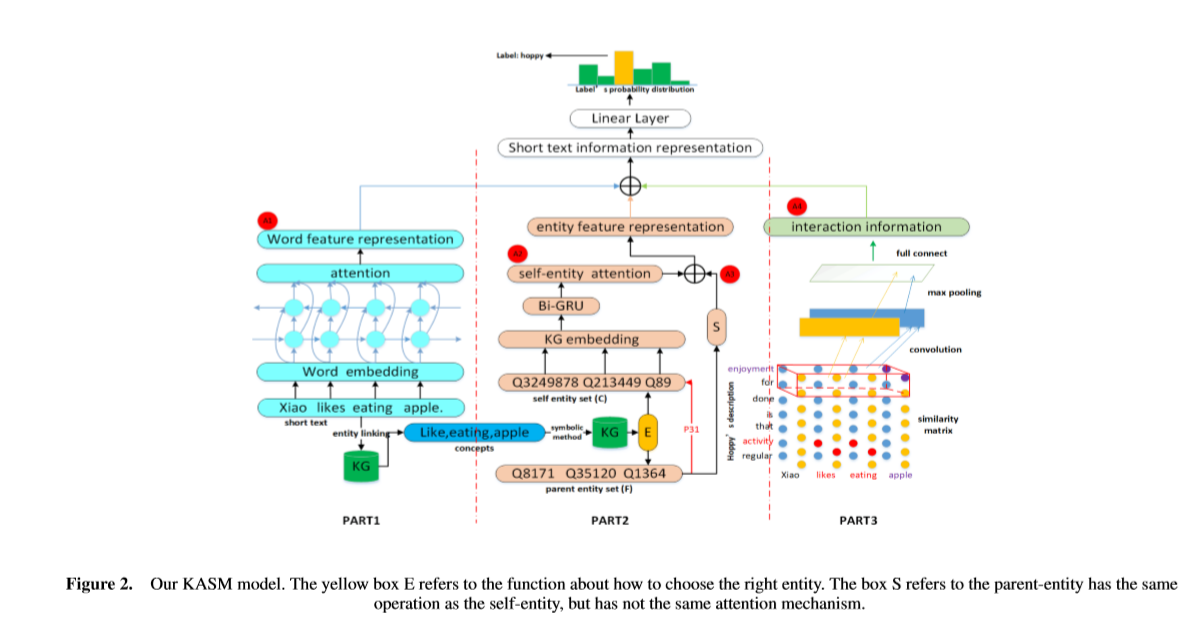 Label: hoppy
Label' s probability distribution
Linear Layer
Short text information representation
A1
Word feature representation
attention
Word embedding
Xiao likes eating apple.
short text
entity linking
KG
Like,eating,apple
concepts
PART1
entity feature representation
self-entity attention
Bi-GRU
S
KG embedding
Q3249878 Q213449 Q89
self entity set (C)
symbolic
method
KG
E
P31
Q8171 Q35120 Q1364
parent entity set (F)
PART2
A4
interaction information
full connect
max pooling
convolution
similarity
matrix
Hoppy' s description
enjoyment
for
done
is
that
activity
regular
Xiao likes eating apple
PART3
Figure 2. Our KASM model. The yellow box E refers to the function about how to choose the right entity. The box S refers to the parent-entity has the same
operation as the self-entity, but has not the same attention mechanism.